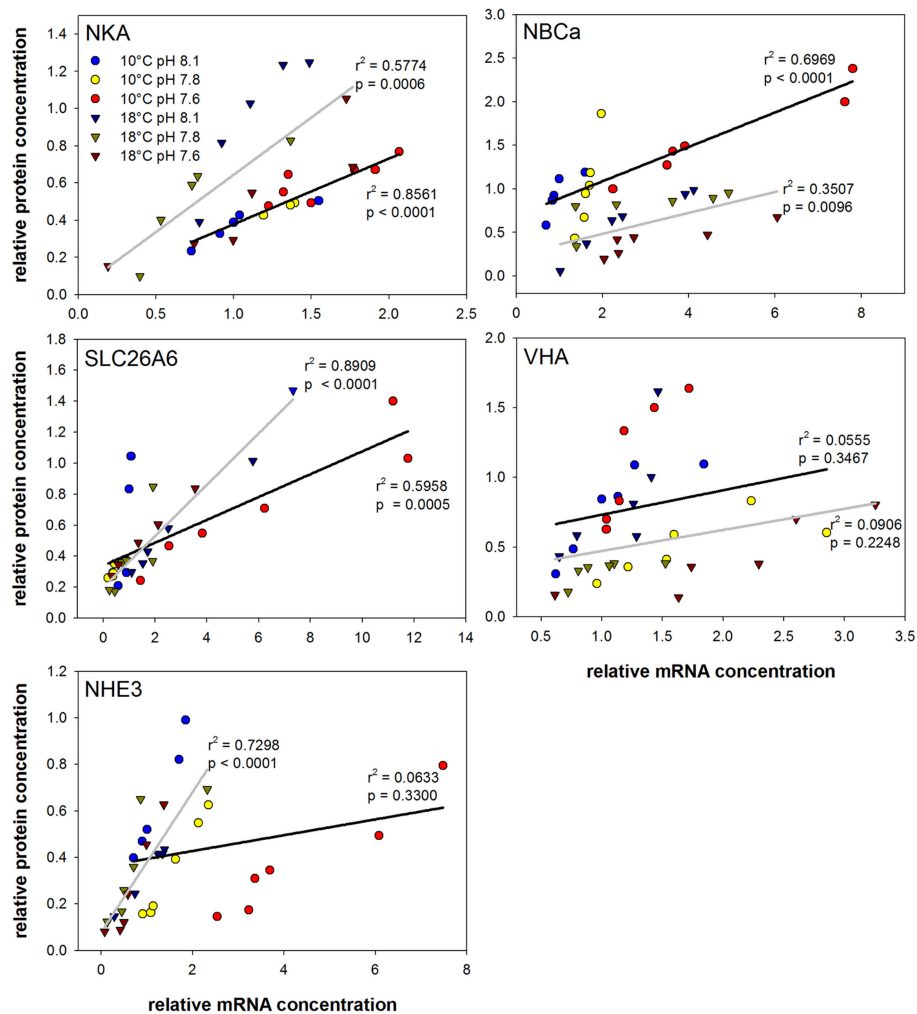 NKA
10°C pH 8.1
10°C pH 7.8
10°C pH 7.6
18°C pH 8.1
18°C pH 7.8
18°C pH 7.6
r² = 0.5774
p = 0.0006
r² = 0.8561
p < 0.0001
relative protein concentration
1.4
1.2
1.0
0.8
0.6
0.4
0.2
0.0
0.0 0.5 1.0 1.5 2.0 2.5
NBCa
r² = 0.6969
p < 0.0001
r² = 0.3507
p = 0.0096
3.0
2.5
2.0
1.5
1.0
0.5
0.0
0 2 4 6 8
SLC26A6
r² = 0.8909
p < 0.0001
r² = 0.5958
p = 0.0005
relative protein concentration
1.8
1.6
1.4
1.2
1.0
0.8
0.6
0.4
0.2
0.0
0 2 4 6 8 10 12 14
VHA
r² = 0.0555
p = 0.3467
r² = 0.0906
p = 0.2248
2.0
1.5
1.0
0.5
0.0
0.5 1.0 1.5 2.0 2.5 3.0 3.5
relative mRNA concentration
NHE3
r² = 0.7298
p < 0.0001
r² = 0.0633
p = 0.3300
relative protein concentration
1.2
1.0
0.8
0.6
0.4
0.2
0.0
0 2 4 6 8
relative mRNA concentration